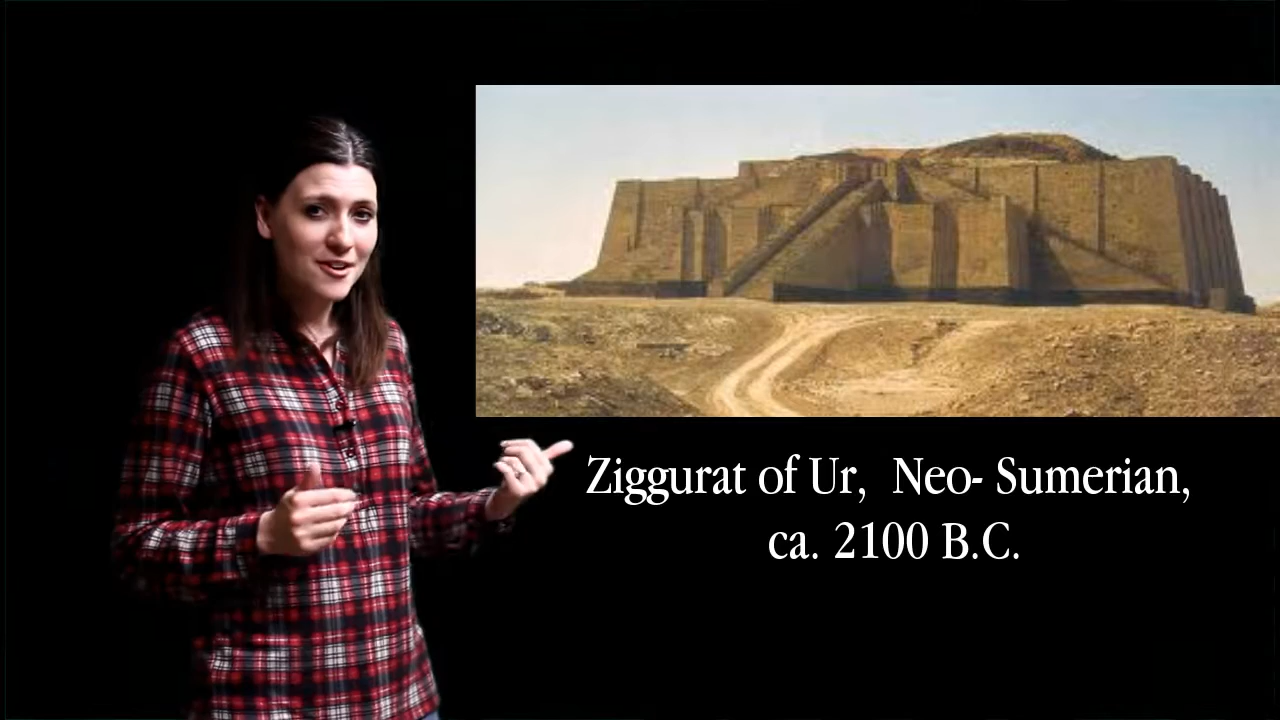 Ziggurat of Ur,  Neo- Sumerian,
ca. 2100 B.C.